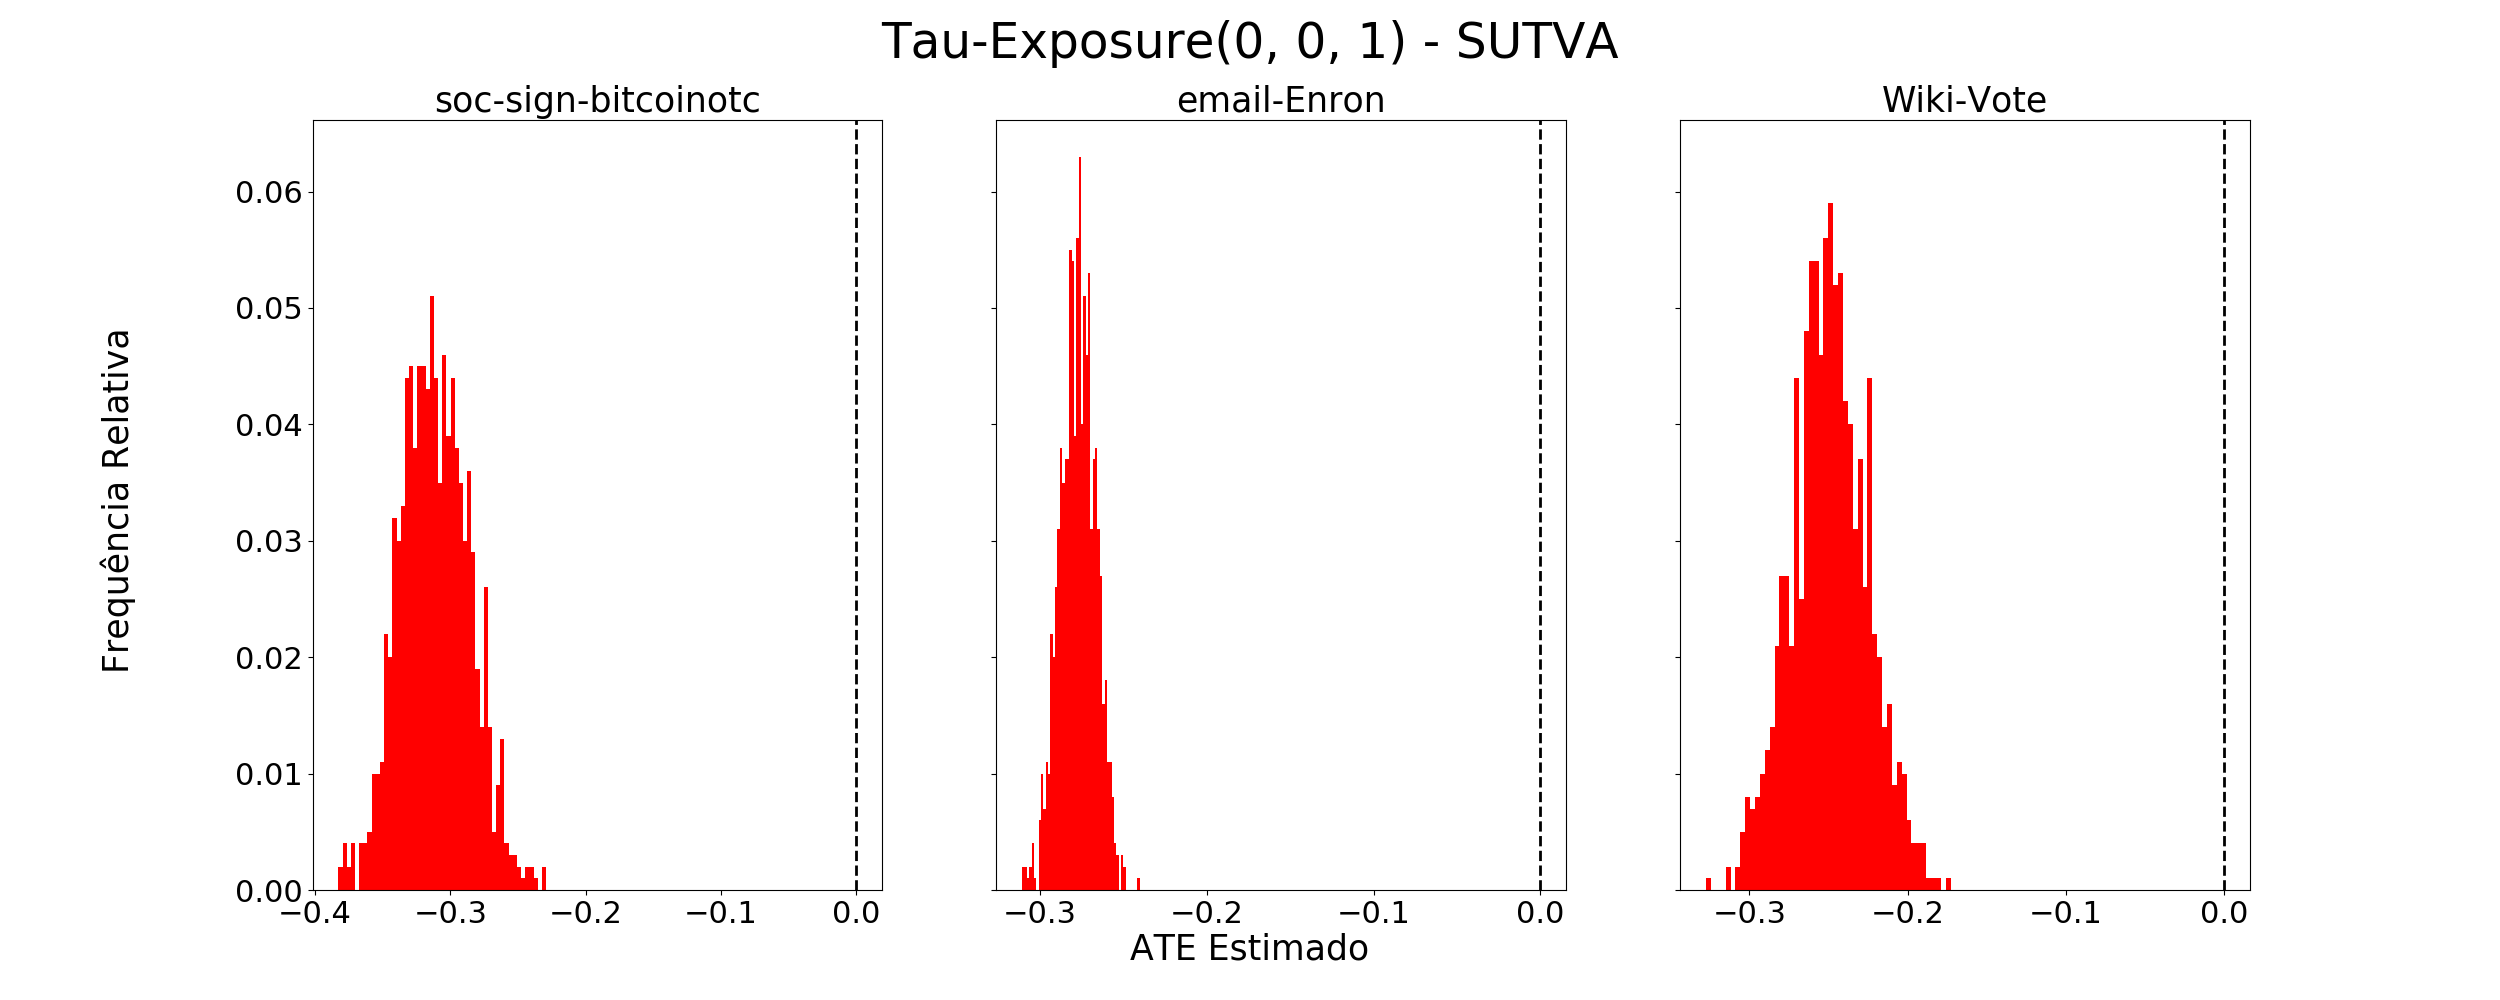 Tau-Exposure(0, 0, 1) - SUTVA
soc-sign-bitcoinotc
email-Enron
Wiki-Vote
Frequência Relativa
0.06
0.05
0.04
0.03
0.02
0.01
0.00
−0.4 −0.3 −0.2 −0.1 0.0
−0.3 −0.2 −0.1 0.0
−0.3 −0.2 −0.1 0.0
ATE Estimado